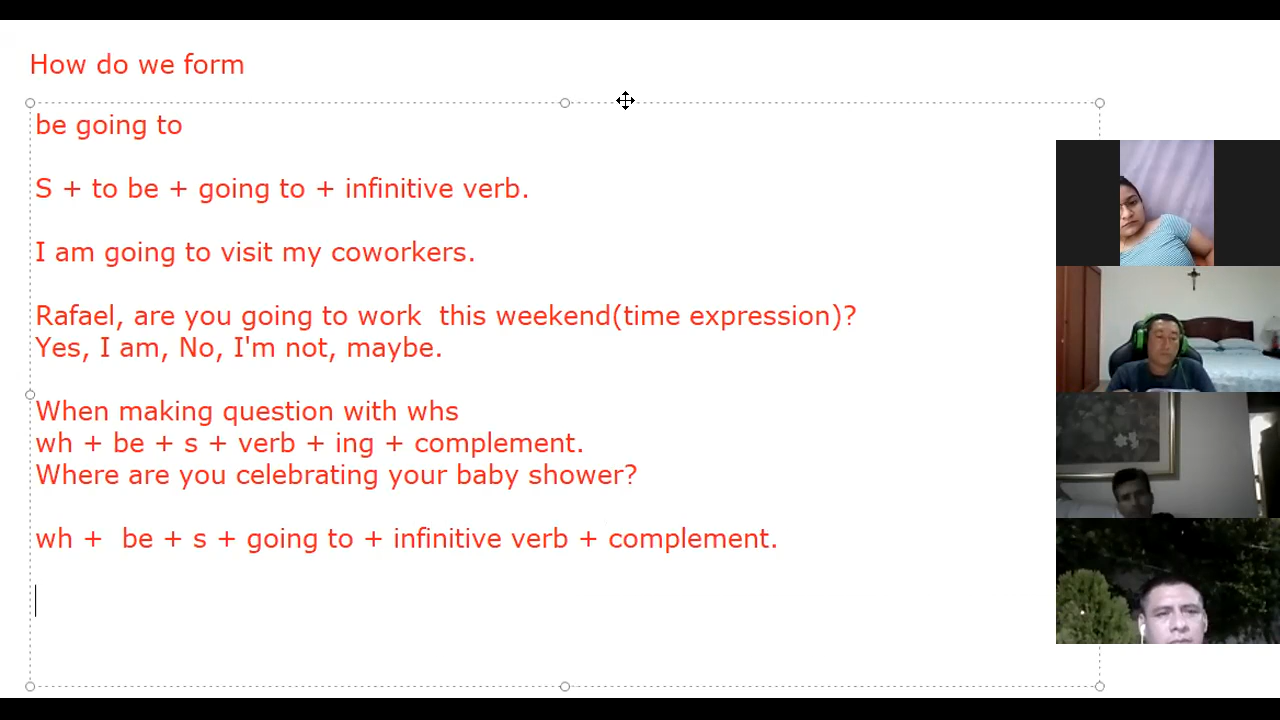 How do we form
be going to
S + to be + going to + infinitive verb.
I am going to visit my coworkers.
Rafael, are you going to work  this weekend(time expression)?
Yes, I am, No, I'm not, maybe.
When making question with whs
wh + be + s + verb + ing + complement.
Where are you celebrating your baby shower?
wh +  be + s + going to + infinitive verb + complement.